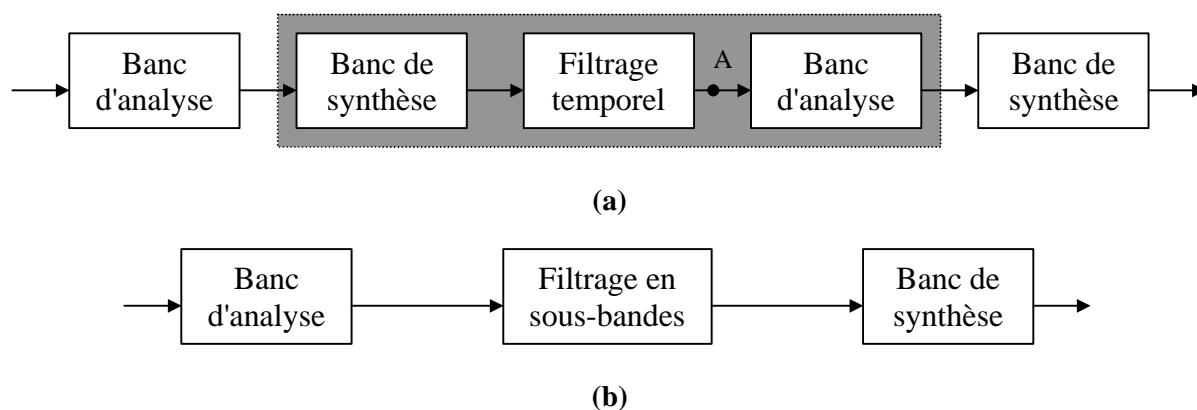 Banc
d'analyse
Banc de
synthèse
Filtrage
temporel
A
Banc
d'analyse
Banc de
synthèse
(a)
Banc
d'analyse
Filtrage en
sous-bandes
Banc de
synthèse
(b)